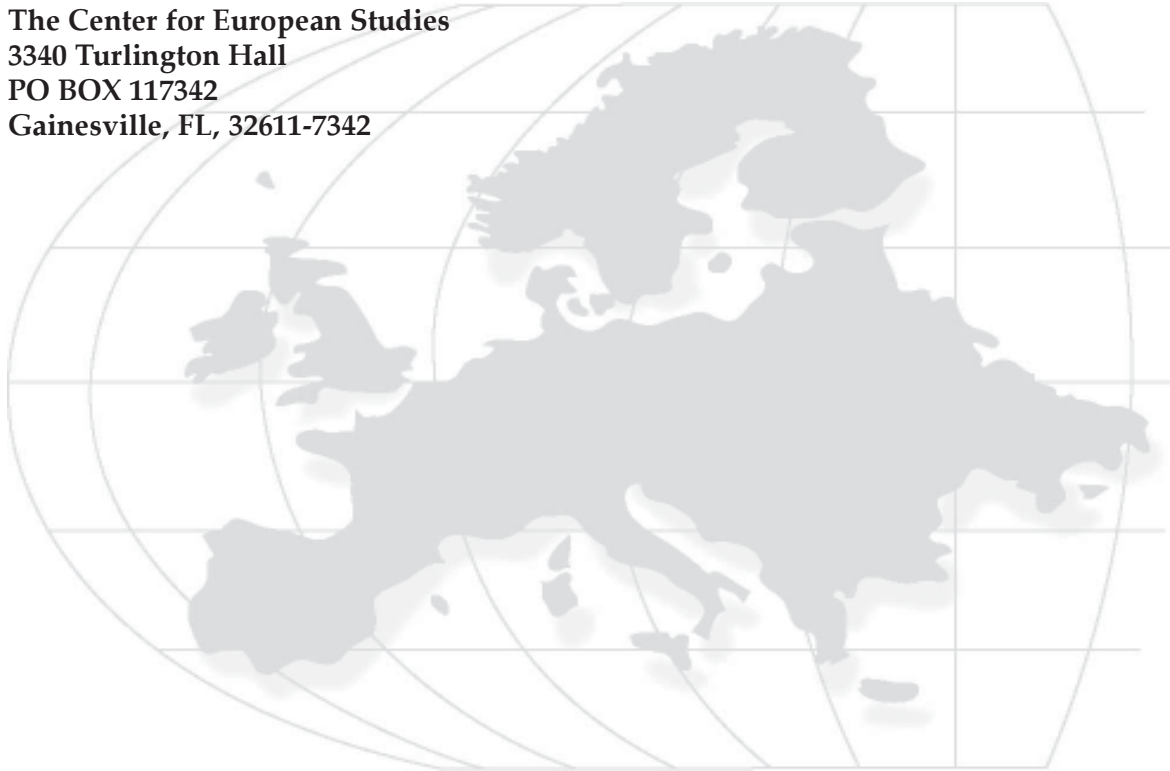 The Center for European Studies
3340 Turlington Hall
PO BOX 117342
Gainesville, FL, 32611-7342